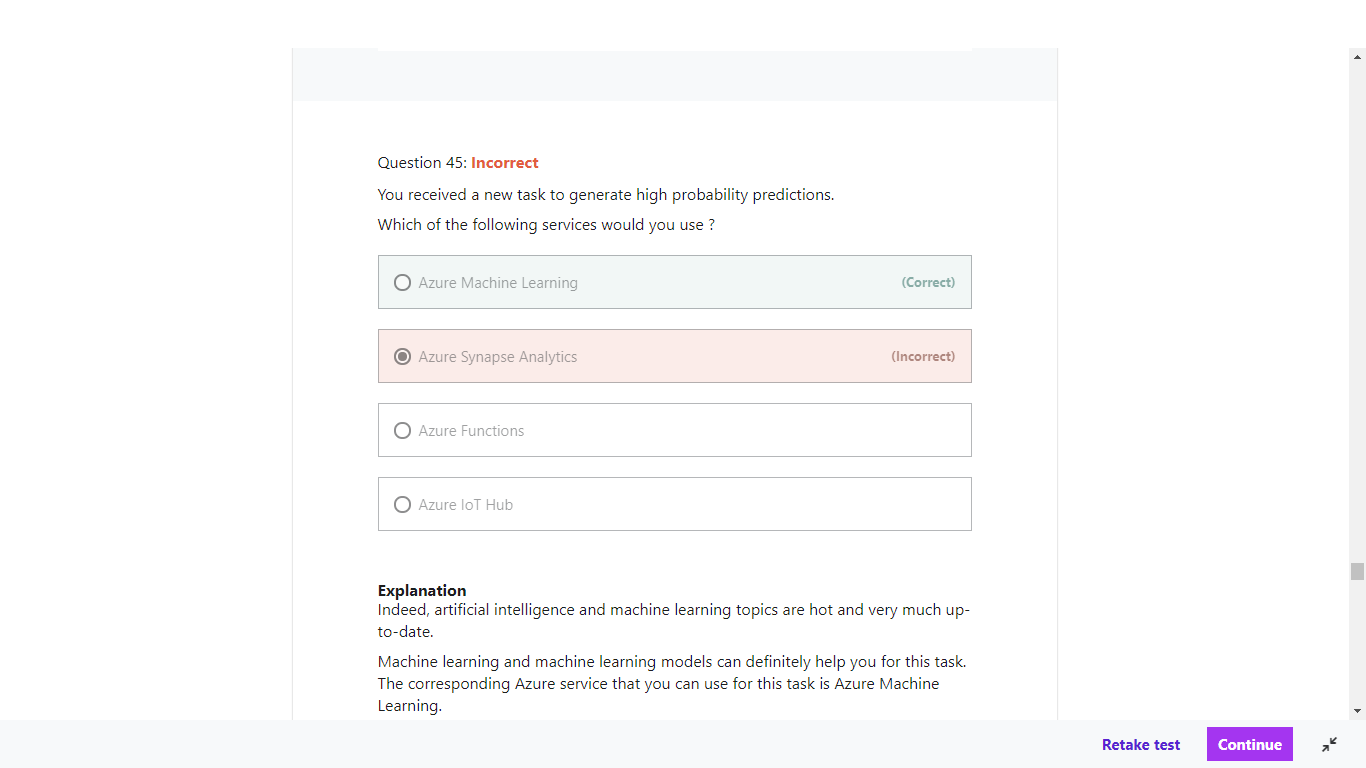 Question 45: Incorrect
You received a new task to generate high probability predictions.
Which of the following services would you use ?
Azure Machine Learning (Correct)
Azure Synapse Analytics (Incorrect)
Azure Functions
Azure IoT Hub
Explanation
Indeed, artificial intelligence and machine learning topics are hot and very much up-
to-date.
Machine learning and machine learning models can definitely help you for this task.
The corresponding Azure service that you can use for this task is Azure Machine
Learning.
Retake test Continue